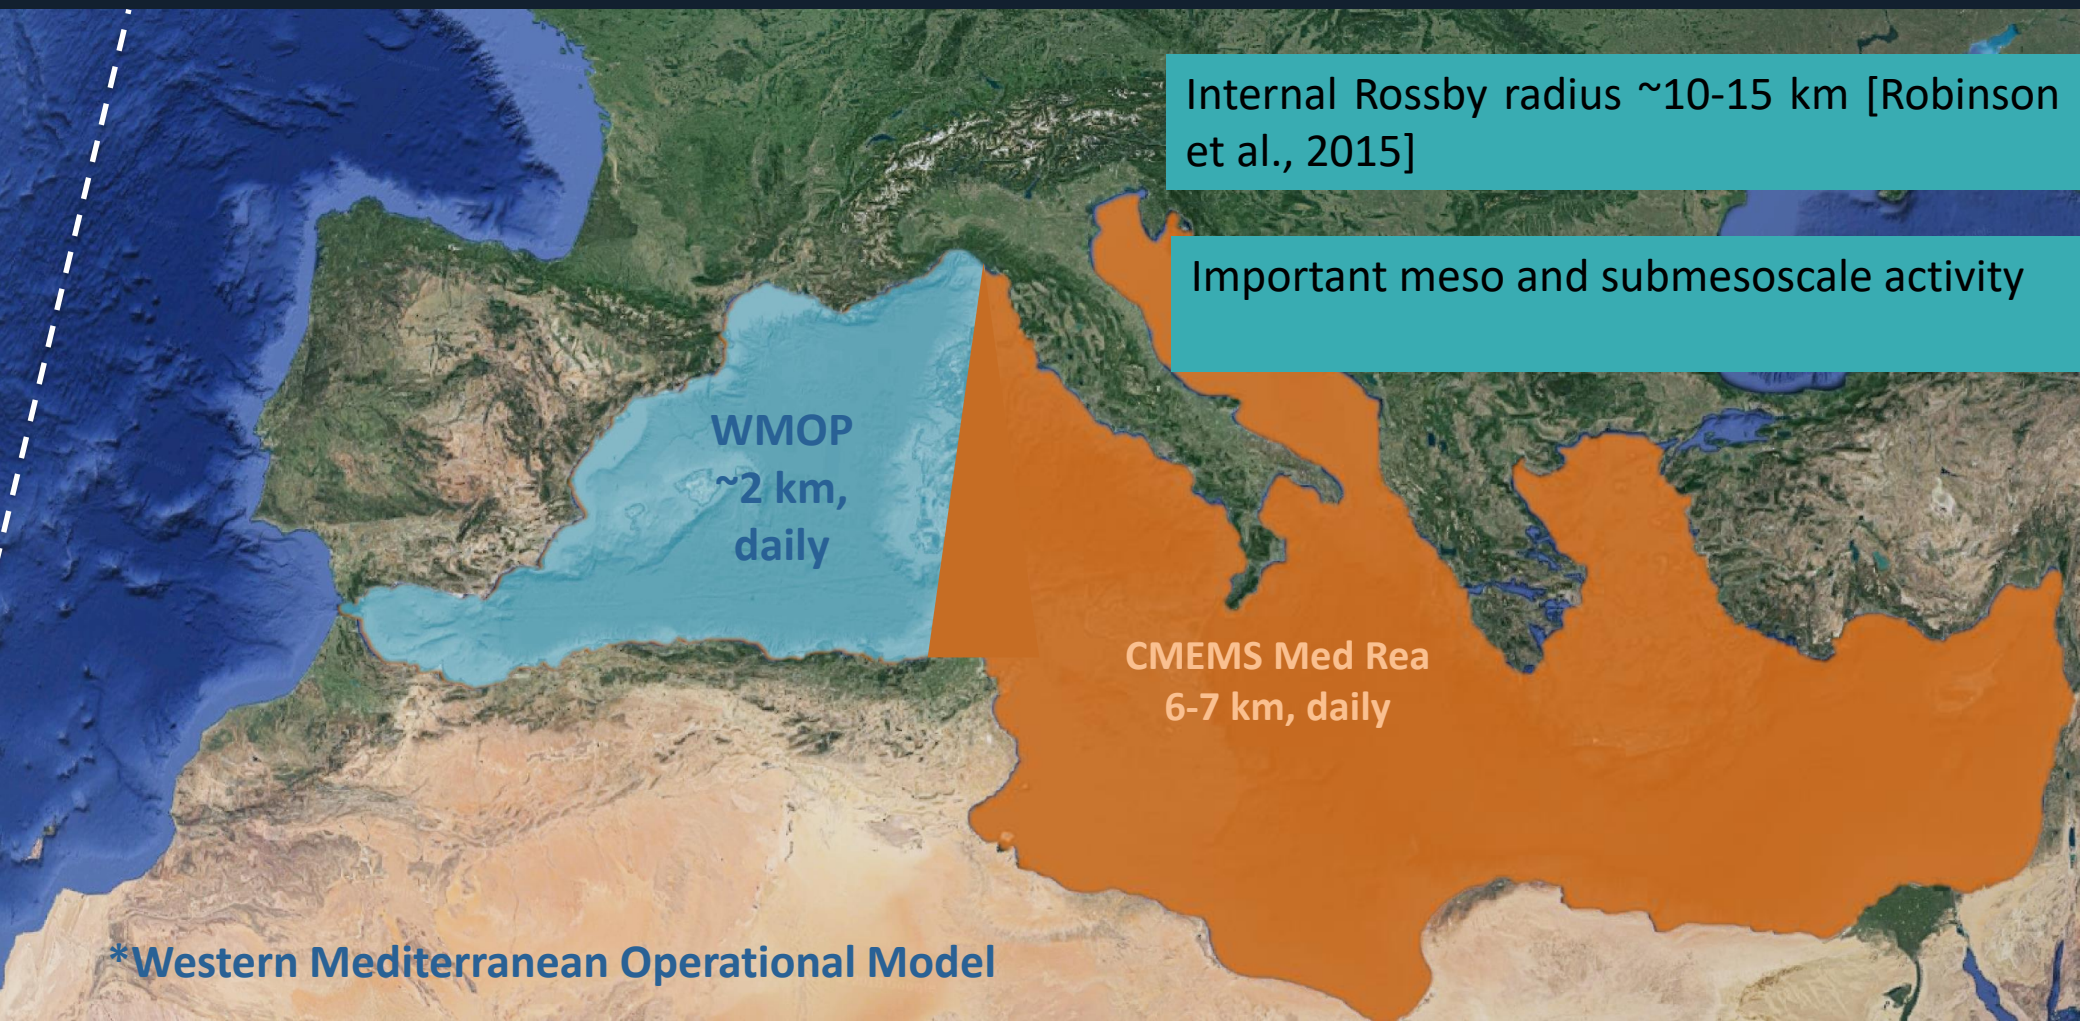 Internal Rossby radius ~10-15 km [Robinson
et al., 2015]
Important meso and submesoscale activity
WMOP
~2 km,
daily
CMEMS Med Rea
6-7 km, daily
*Western Mediterranean Operational Model